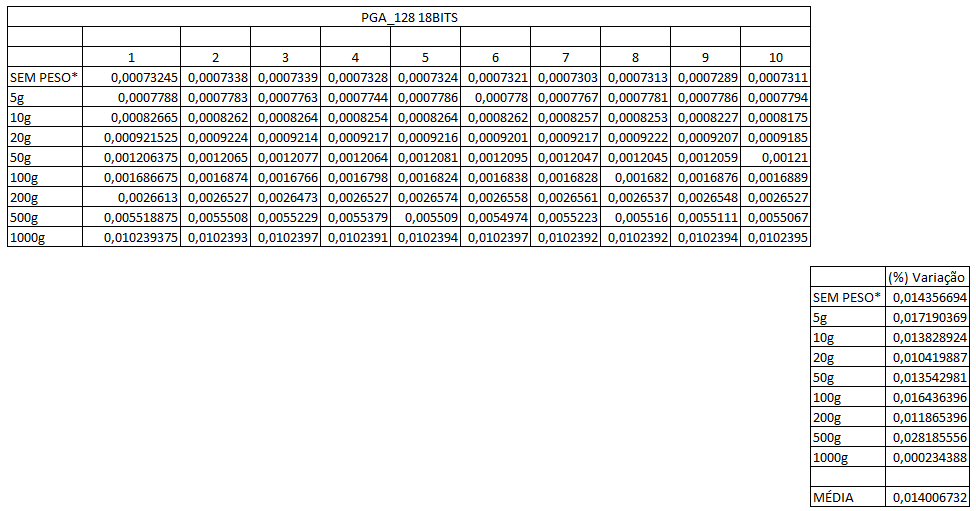 PGA_128 18BITS
1 2 3 4 5 6 7 8 9 10
SEM PESO* 0,00073245 0,0007338 0,0007339 0,0007328 0,0007324 0,0007321 0,0007303 0,0007313 0,0007289 0,0007311
5g 0,0007788 0,0007783 0,0007763 0,0007744 0,0007786 0,000778 0,0007767 0,0007781 0,0007786 0,0007794
10g 0,00082665 0,0008262 0,0008264 0,0008254 0,0008264 0,0008262 0,0008257 0,0008253 0,0008227 0,0008175
20g 0,000921525 0,0009224 0,0009214 0,0009217 0,0009216 0,0009201 0,0009217 0,0009222 0,0009207 0,0009185
50g 0,001206375 0,0012065 0,0012077 0,0012064 0,0012081 0,0012095 0,0012047 0,0012045 0,0012059 0,00121
100g 0,001686675 0,0016874 0,0016766 0,0016798 0,0016824 0,0016838 0,0016828 0,001682 0,0016876 0,0016889
200g 0,0026613 0,0026527 0,0026473 0,0026527 0,0026574 0,0026558 0,0026561 0,0026537 0,0026548 0,0026527
500g 0,005518875 0,0055508 0,0055229 0,0055379 0,005509 0,0054974 0,0055223 0,005516 0,0055111 0,0055067
1000g 0,010239375 0,0102393 0,0102397 0,0102391 0,0102394 0,0102397 0,0102392 0,0102392 0,0102394 0,0102395
(%) Variação
SEM PESO* 0,014356694
5g 0,017190369
10g 0,013828924
20g 0,010419887
50g 0,013542981
100g 0,016436396
200g 0,011865396
500g 0,028185556
1000g 0,000234388
MÉDIA 0,014006732